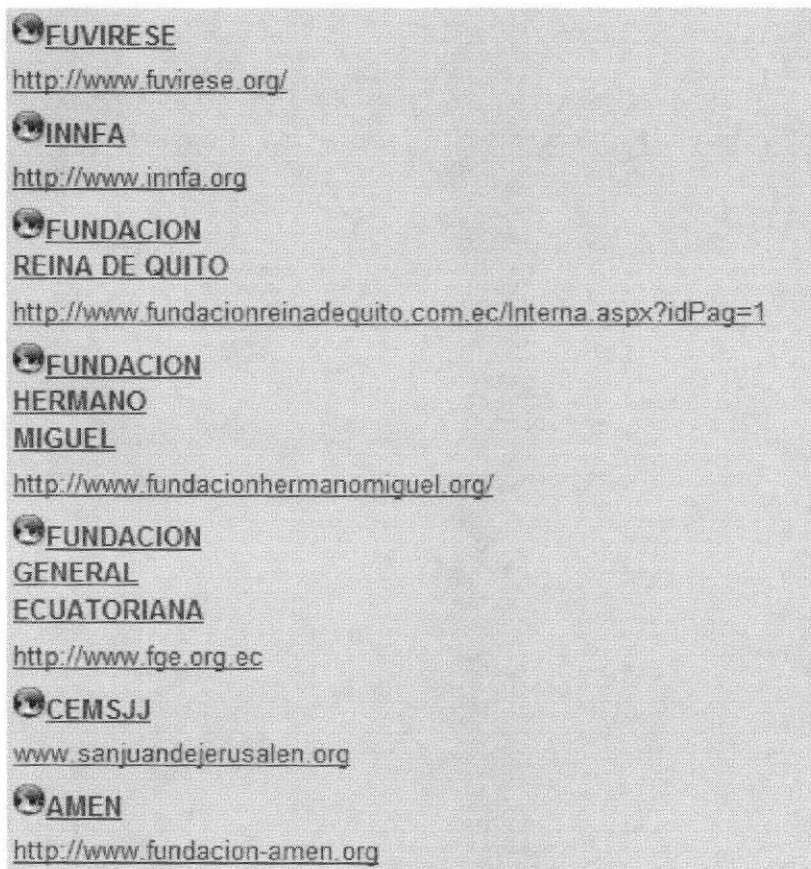 FUVIRESE
http://www.fuvirese.org/
INNFA
http://www.innfa.org
FUNDACION
REINA DE QUITO
http://www.fundacionreinadequito.com.ec/Interna.aspx?idPag=1
FUNDACION
HERMANO
MIGUEL
http://www.fundacionhermanomiguel.org/
FUNDACION
GENERAL
ECUATORIANA
http://www.fge.org.ec
CEMSJJ
www.sanjuandejerusalen.org
AMEN
http://www.fundacion-amen.org